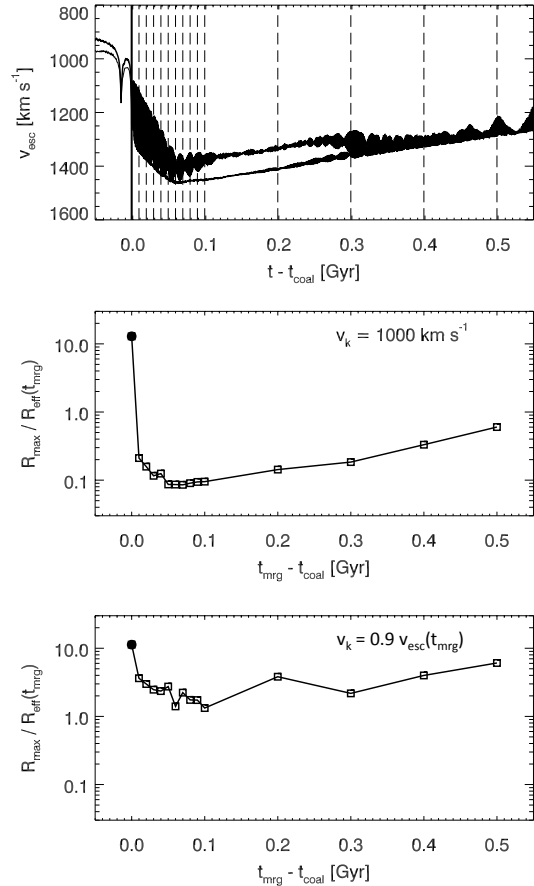 800
1000
1200
1400
1600
v_esc [km s^-1]
0.0 0.1 0.2 0.3 0.4 0.5
t - t_coal [Gyr]
v_k = 1000 km s^-1
10.0
1.0
0.1
R_max / R_eff(t_mrg)
0.0 0.1 0.2 0.3 0.4 0.5
t_mrg - t_coal [Gyr]
v_k = 0.9 v_esc(t_mrg)
10.0
1.0
0.1
R_max / R_eff(t_mrg)
0.0 0.1 0.2 0.3 0.4 0.5
t_mrg - t_coal [Gyr]